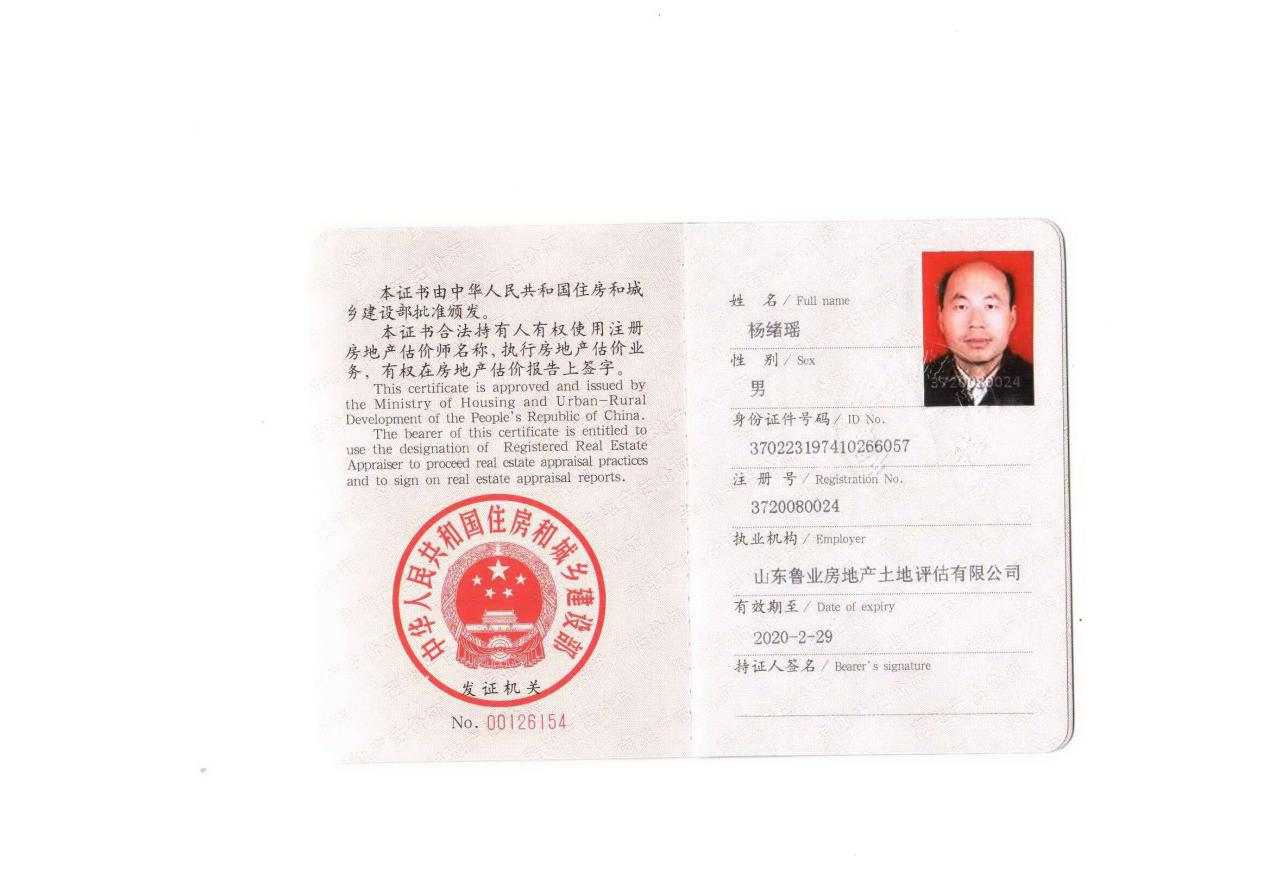 本证书由中华人民共和国住房和城
乡建设部批准颁发。
本证书合法持有人有权使用注册
房地产估价师名称,执行房地产估价业
务,有权在房地产估价报告上签字。
This certificate is approved and issued by
the Ministry of Housing and Urban-Rural
Development of the People's Republic of China.
The bearer of this certificate is entitled to
use the designation of Registered Real Estate
Appraiser to proceed real estate appraisal practices
and to sign on real estate appraisal reports.
中华人民共和国住房和城乡建设部
发证机关
No. 00126154
姓 名 / Full name
杨绪瑶
性 别 / Sex
男
3720080024
身份证件号码 / ID No.
370223197410266057
注 册 号 / Registration No.
3720080024
执业机构 / Employer
山东鲁业房地产土地评估有限公司
有效期至 / Date of expiry
2020-2-29
持证人签名 / Bearer's signature